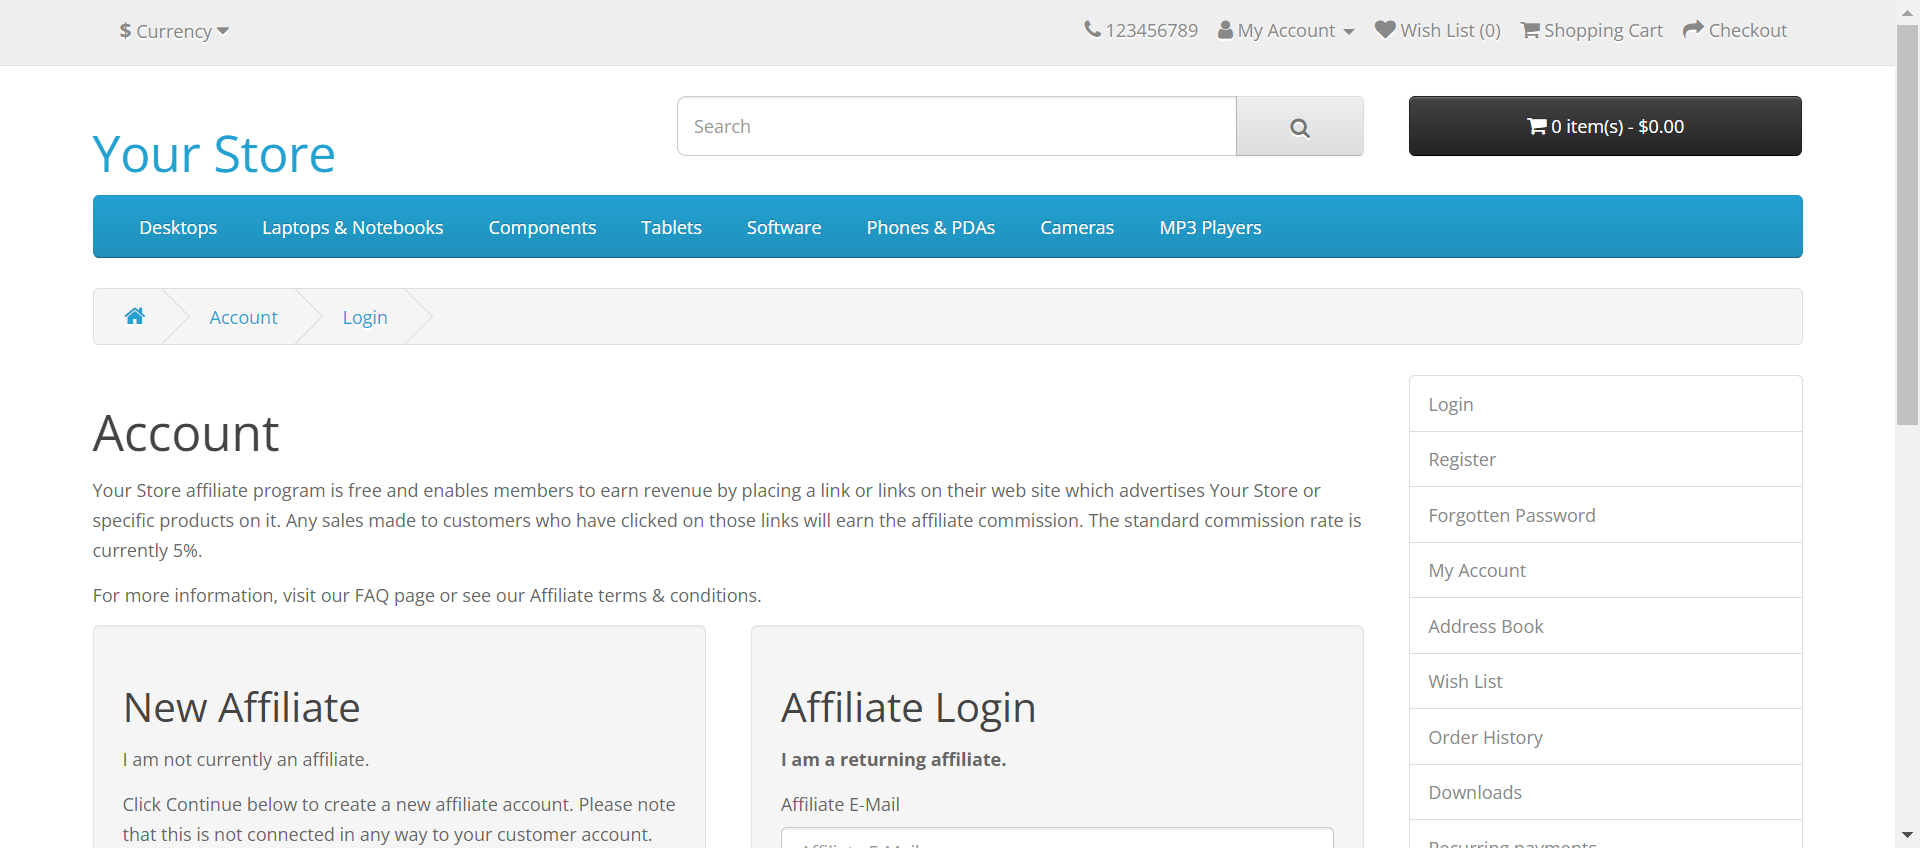 $ Currency
123456789 My Account Wish List (0) Shopping Cart Checkout
Your Store
Search
0 item(s) - $0.00
Desktops Laptops & Notebooks Components Tablets Software Phones & PDAs Cameras MP3 Players
Account Login
Account
Your Store affiliate program is free and enables members to earn revenue by placing a link or links on their web site which advertises Your Store or
specific products on it. Any sales made to customers who have clicked on those links will earn the affiliate commission. The standard commission rate is
currently 5%.
For more information, visit our FAQ page or see our Affiliate terms & conditions.
New Affiliate
I am not currently an affiliate.
Click Continue below to create a new affiliate account. Please note
that this is not connected in any way to your customer account.
Affiliate Login
I am a returning affiliate.
Affiliate E-Mail
Affiliate E-Mail
Login
Register
Forgotten Password
My Account
Address Book
Wish List
Order History
Downloads
Recurring payments